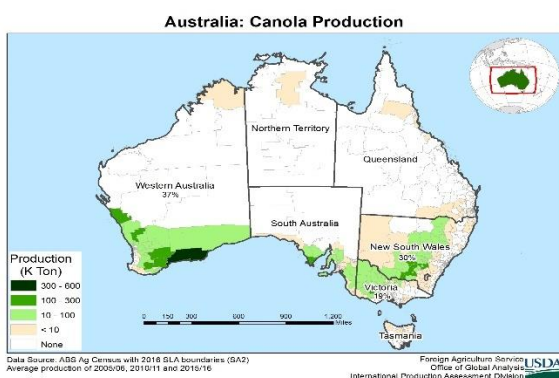 Australia: Canola Production
Northern Territory
Queensland
Western Australia
37%
South Australia
New South Wales
30%
Victoria
19%
Tasmania
Production
(K Ton)
300 - 600
100 - 300
10 - 100
< 10
None
0 150 300 600 900 1,200
Miles
Data Source: ABS Ag Census with 2016 SLA boundaries (SA2)
Average production of 2005/06, 2010/11 and 2015/16
Foreign Agriculture Service
Office of Global Analysis
International Production Assessment Division
USDA